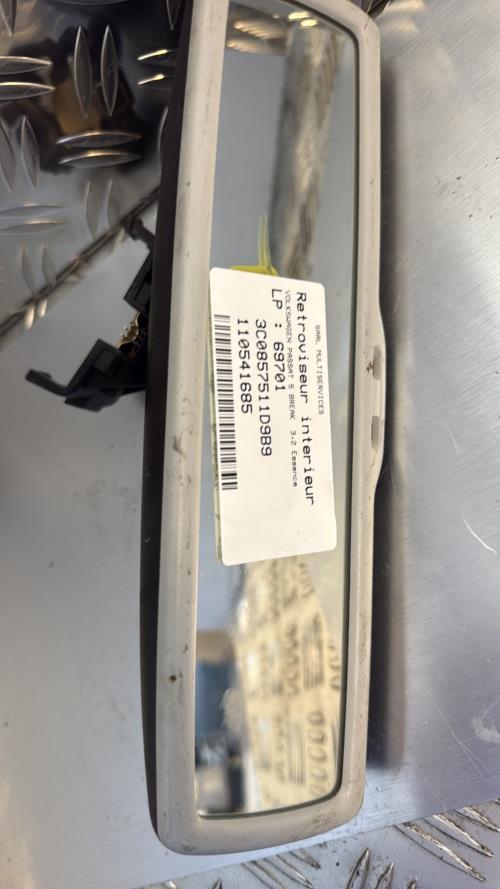 SARL MULTISERVICES
Retroviseur interieur
VOLKSWAGEN PASSAT 5 BREAK 3.2 Essence
LP : 69701
3C0857511D9B9
110541685